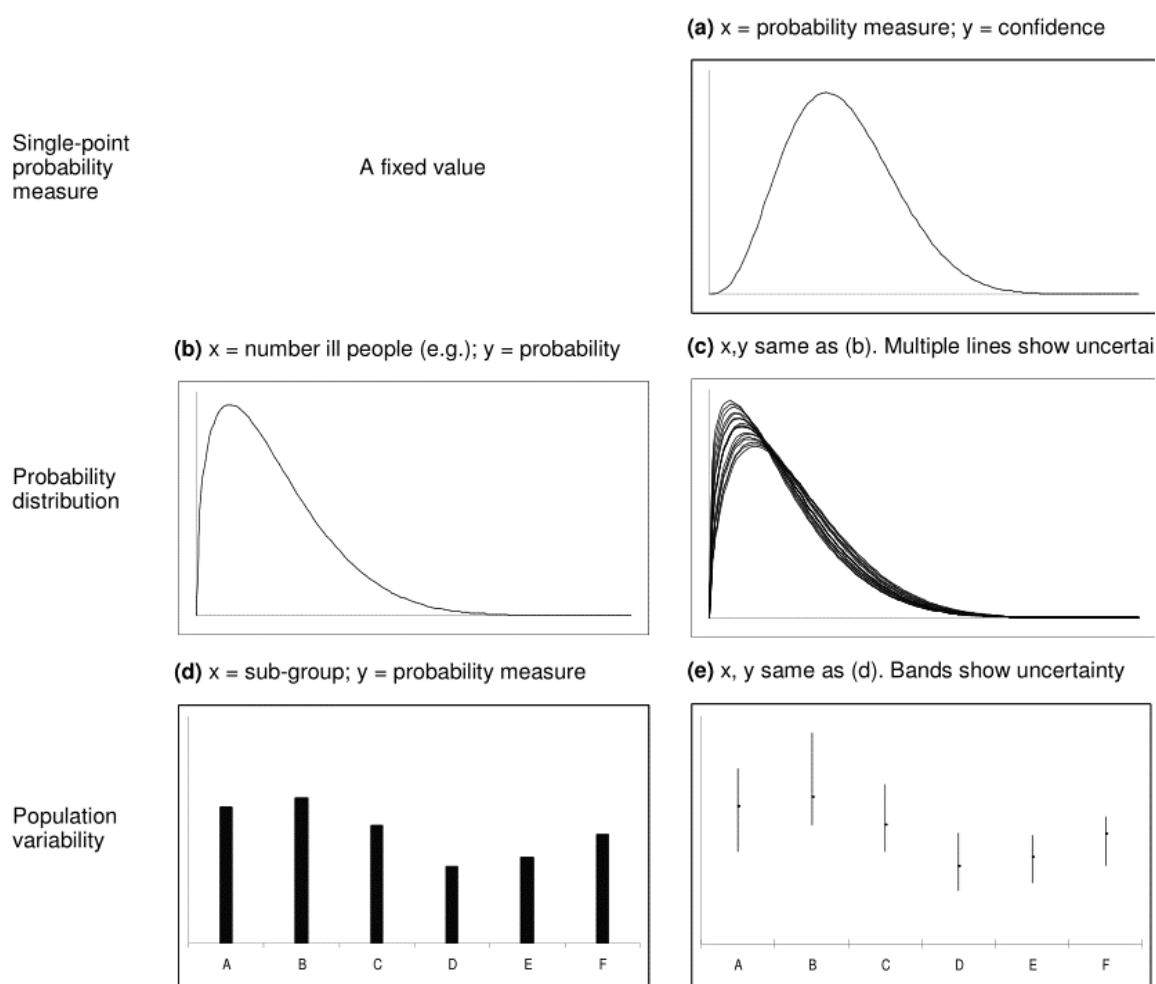 (a) x = probability measure; y = confidence
Single-point
probability
measure
A fixed value
(b) x = number ill people (e.g.); y = probability
(c) x,y same as (b). Multiple lines show
Probability
distribution
(d) x = sub-group; y = probability measure
(e) x, y same as (d). Bands show uncertainty
Population
variability
A B C D E F
A B C D E F